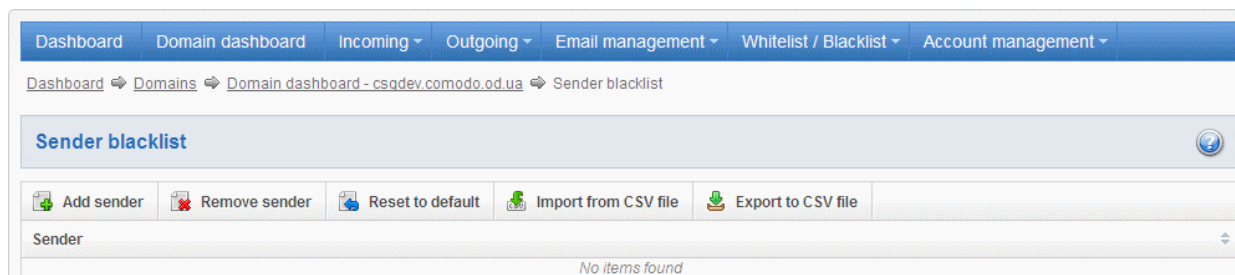 Dashboard Domain dashboard Incoming Outgoing Email management Whitelist / Blacklist Account management
Dashboard Domains Domain dashboard - csgdev.comodo.od.ua Sender blacklist
Sender blacklist
Add sender Remove sender Reset to default Import from CSV file Export to CSV file
Sender
No items found